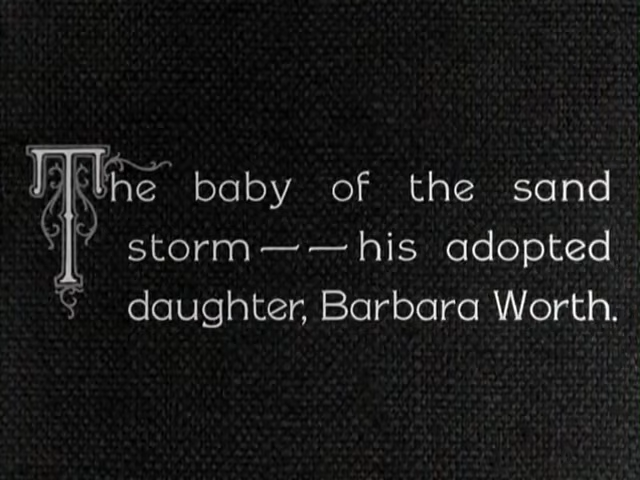 The baby of the sand
storm——his adopted
daughter, Barbara Worth.